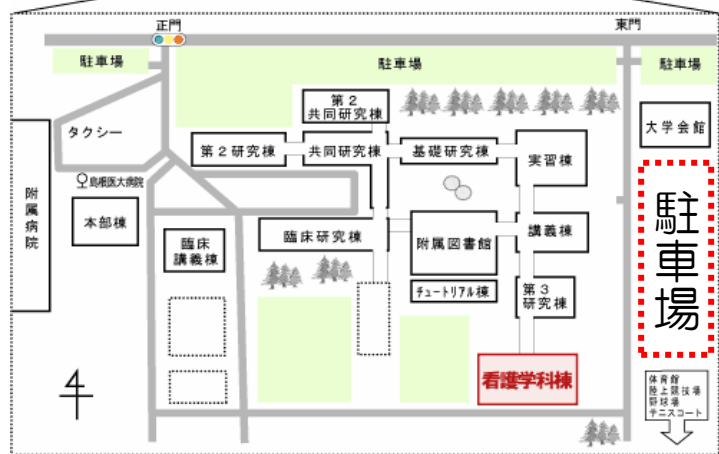 正門
東門
駐車場
駐車場
駐車場
第２
共同研究棟
タクシー
大学会館
第２研究棟
共同研究棟
基礎研究棟
実習棟
附属病院
島根医大病院
本部棟
駐車場
臨床
講義棟
臨床研究棟
附属図書館
講義棟
チュートリアル棟
第３
研究棟
看護学科棟
体育館
陸上競技場
野球場
テニスコート